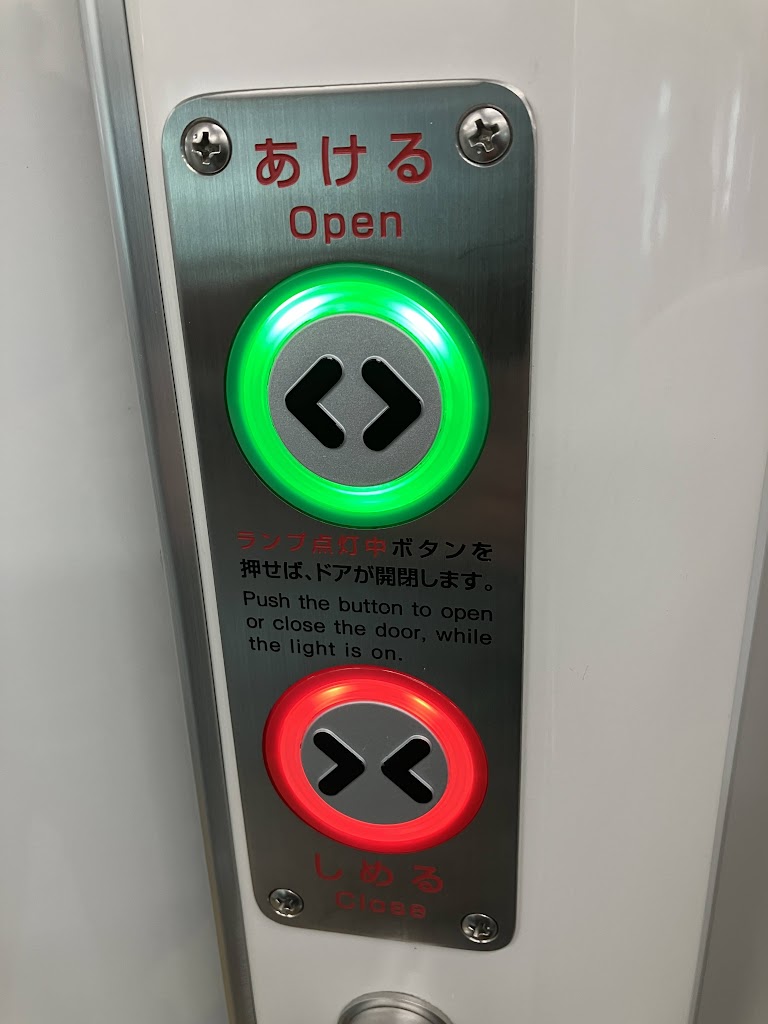 あける
Open
ランプ点灯中ボタンを
押せば、ドアが開閉します。
Push the button to open
or close the door, while
the light is on.
しめる
Close